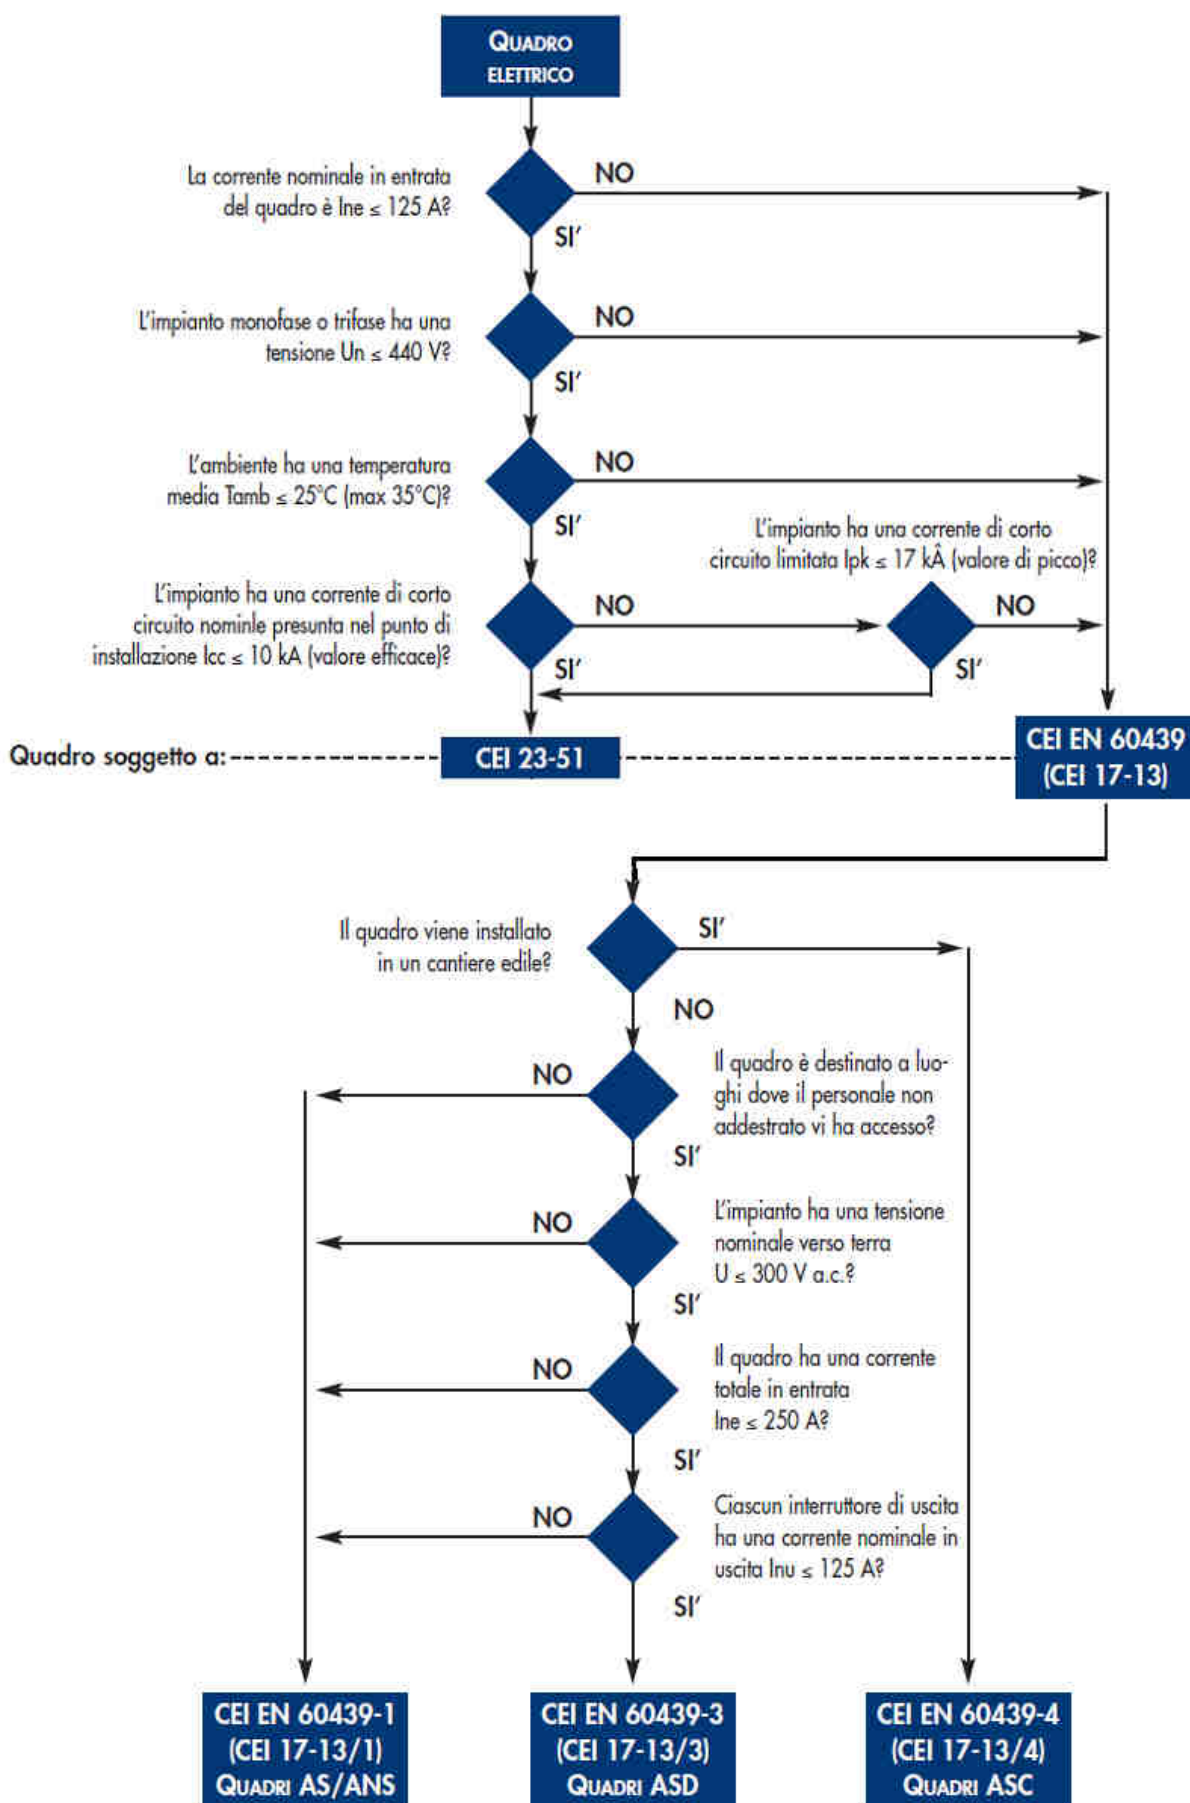 QUADRO
ELETTRICO
La corrente nominale in entrata
del quadro è Ine ≤ 125 A?
NO
SI'
L'impianto monofase o trifase ha una
tensione Un ≤ 440 V?
NO
SI'
L'ambiente ha una temperatura
media Tamb ≤ 25°C (max 35°C)?
NO
SI'
L'impianto ha una corrente di corto
circuito limitata Ipk ≤ 17 kÂ (valore di picco)?
L'impianto ha una corrente di corto
circuito nominle presunta nel punto di
installazione Icc ≤ 10 kA (valore efficace)?
NO
NO
SI'
SI'
Quadro soggetto a:
CEI 23-51
CEI EN 60439
(CEI 17-13)
Il quadro viene installato
in un cantiere edile?
SI'
NO
Il quadro è destinato a luo-
ghi dove il personale non
addestrato vi ha accesso?
NO
SI'
L'impianto ha una tensione
nominale verso terra
U ≤ 300 V a.c.?
NO
SI'
Il quadro ha una corrente
totale in entrata
Ine ≤ 250 A?
NO
SI'
Ciascun interruttore di uscita
ha una corrente nominale in
uscita Inu ≤ 125 A?
NO
SI'
CEI EN 60439-1
(CEI 17-13/1)
QUADRI AS/ANS
CEI EN 60439-3
(CEI 17-13/3)
QUADRI ASD
CEI EN 60439-4
(CEI 17-13/4)
QUADRI ASC